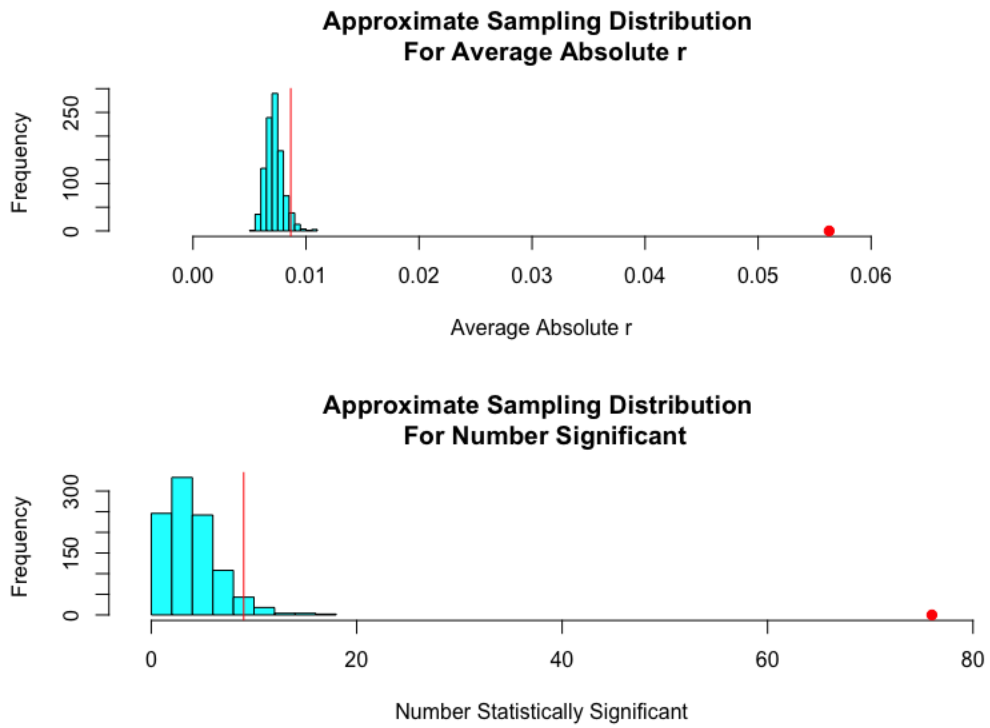 Approximate Sampling Distribution
For Average Absolute r
Frequency
250
100
0
0.00 0.01 0.02 0.03 0.04 0.05 0.06
Average Absolute r
Approximate Sampling Distribution
For Number Significant
Frequency
300
150
0
0 20 40 60 80
Number Statistically Significant